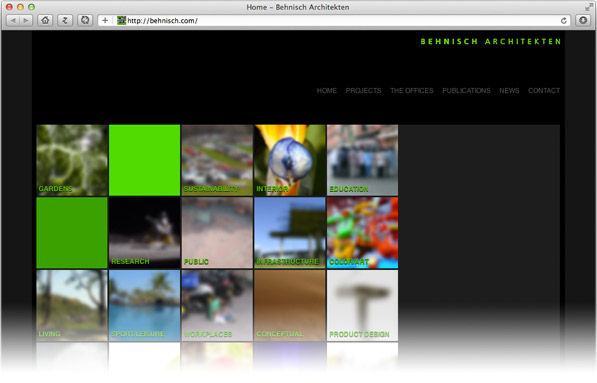 Home – Behnisch Architekten
http://behnisch.com/
BEHNISCH ARCHITEKTEN
HOME PROJECTS THE OFFICES PUBLICATIONS NEWS CONTACT
GARDENS SUSTAINABILITY INTERIOR EDUCATION
RESEARCH PUBLIC INFRASTRUCTURE COLOR/ART
LIVING SPORT/LEISURE WORKPLACES CONCEPTUAL PRODUCT DESIGN